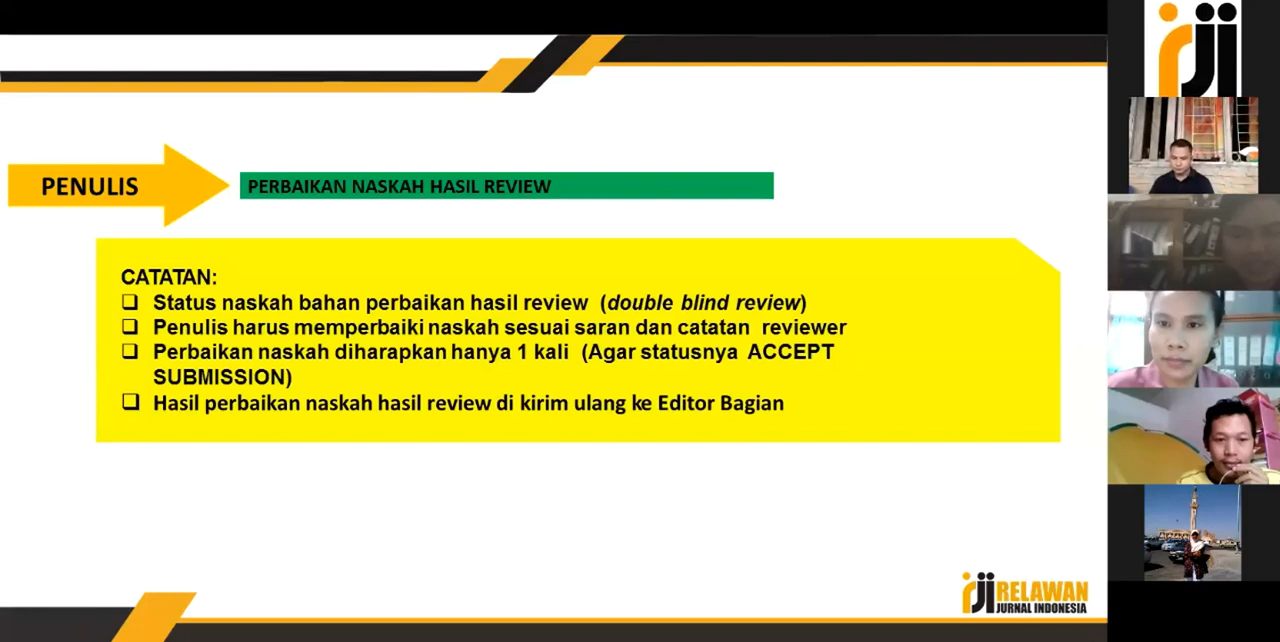 PENULIS
PERBAIKAN NASKAH HASIL REVIEW
CATATAN:
Status naskah bahan perbaikan hasil review (double blind review)
Penulis harus memperbaiki naskah sesuai saran dan catatan reviewer
Perbaikan naskah diharapkan hanya 1 kali (Agar statusnya ACCEPT
SUBMISSION)
Hasil perbaikan naskah hasil review di kirim ulang ke Editor Bagian
rji RELAWAN
JURNAL INDONESIA
rji